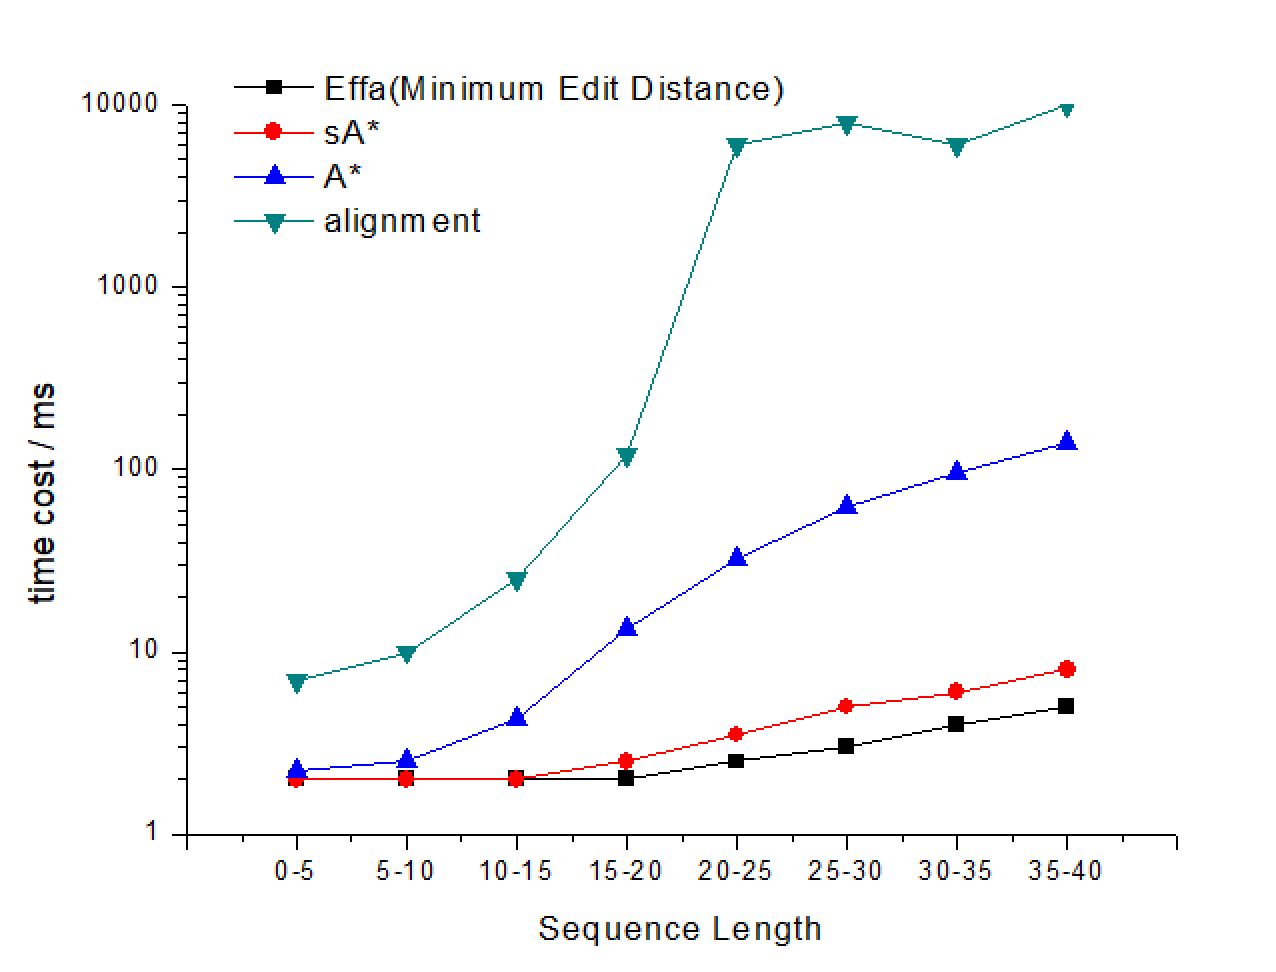 Effa(Minimum Edit Distance)
sA*
A*
alignment
10000
1000
100
10
1
time cost / ms
0-5 5-10 10-15 15-20 20-25 25-30 30-35 35-40
Sequence Length